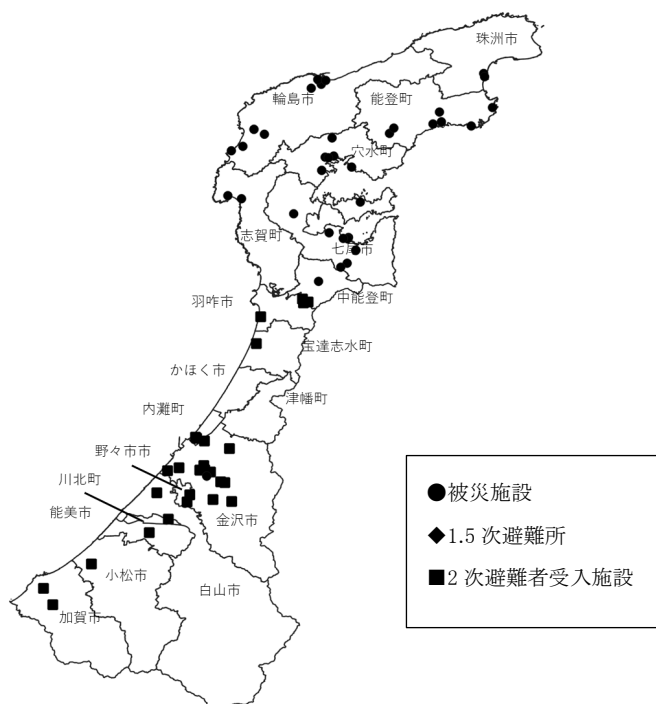 珠洲市
輪島市
能登町
穴水町
志賀町
七尾市
羽咋市
中能登町
宝達志水町
かほく市
津幡町
内灘町
野々市市
川北町
能美市
金沢市
小松市
白山市
加賀市
●被災施設
◆1.5 次避難所
■2 次避難者受入施設